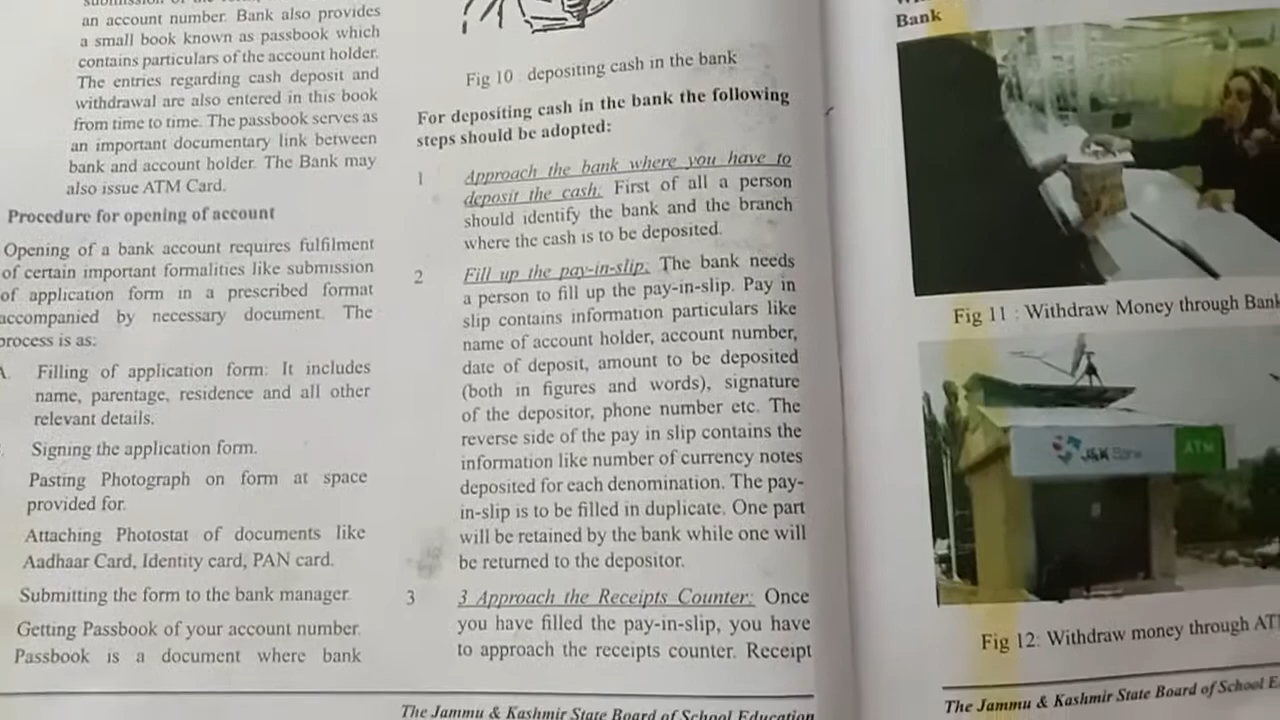 submission of the form, 
an account number. Bank also provides
a small book known as passbook which
contains particulars of the account holder.
The entries regarding cash deposit and
withdrawal are also entered in this book
from time to time. The passbook serves as
an important documentary link between
bank and account holder. The Bank may
also issue ATM Card.
Procedure for opening of account
Opening of a bank account requires fulfilment
of certain important formalities like submission
of application form in a prescribed format
accompanied by necessary document. The
process is as:
A. Filling of application form: It includes
name, parentage, residence and all other
relevant details.
Signing the application form.
Pasting Photograph on form at space
provided for.
Attaching Photostat of documents like
Aadhaar Card, Identity card, PAN card.
Submitting the form to the bank manager.
Getting Passbook of your account number.
Passbook is a document where bank
Fig 10 : depositing cash in the bank
For depositing cash in the bank the following
steps should be adopted:
1 Approach the bank where you have to
deposit the cash. First of all a person
should identify the bank and the branch
where the cash is to be deposited.
2 Fill up the pay-in-slip. The bank needs
a person to fill up the pay-in-slip. Pay in
slip contains information particulars like
name of account holder, account number,
date of deposit, amount to be deposited
(both in figures and words), signature
of the depositor, phone number etc. The
reverse side of the pay in slip contains the
information like number of currency notes
deposited for each denomination. The pay-
in-slip is to be filled in duplicate. One part
will be retained by the bank while one will
be returned to the depositor.
3 3 Approach the Receipts Counter: Once
you have filled the pay-in-slip, you have
to approach the receipts counter. Receipt
The Jammu & Kashmir State Board of School Education
Bank
Fig 11 : Withdraw Money through Bank
J&K Bank ATM
Fig 12: Withdraw money through ATM
The Jammu & Kashmir State Board of School